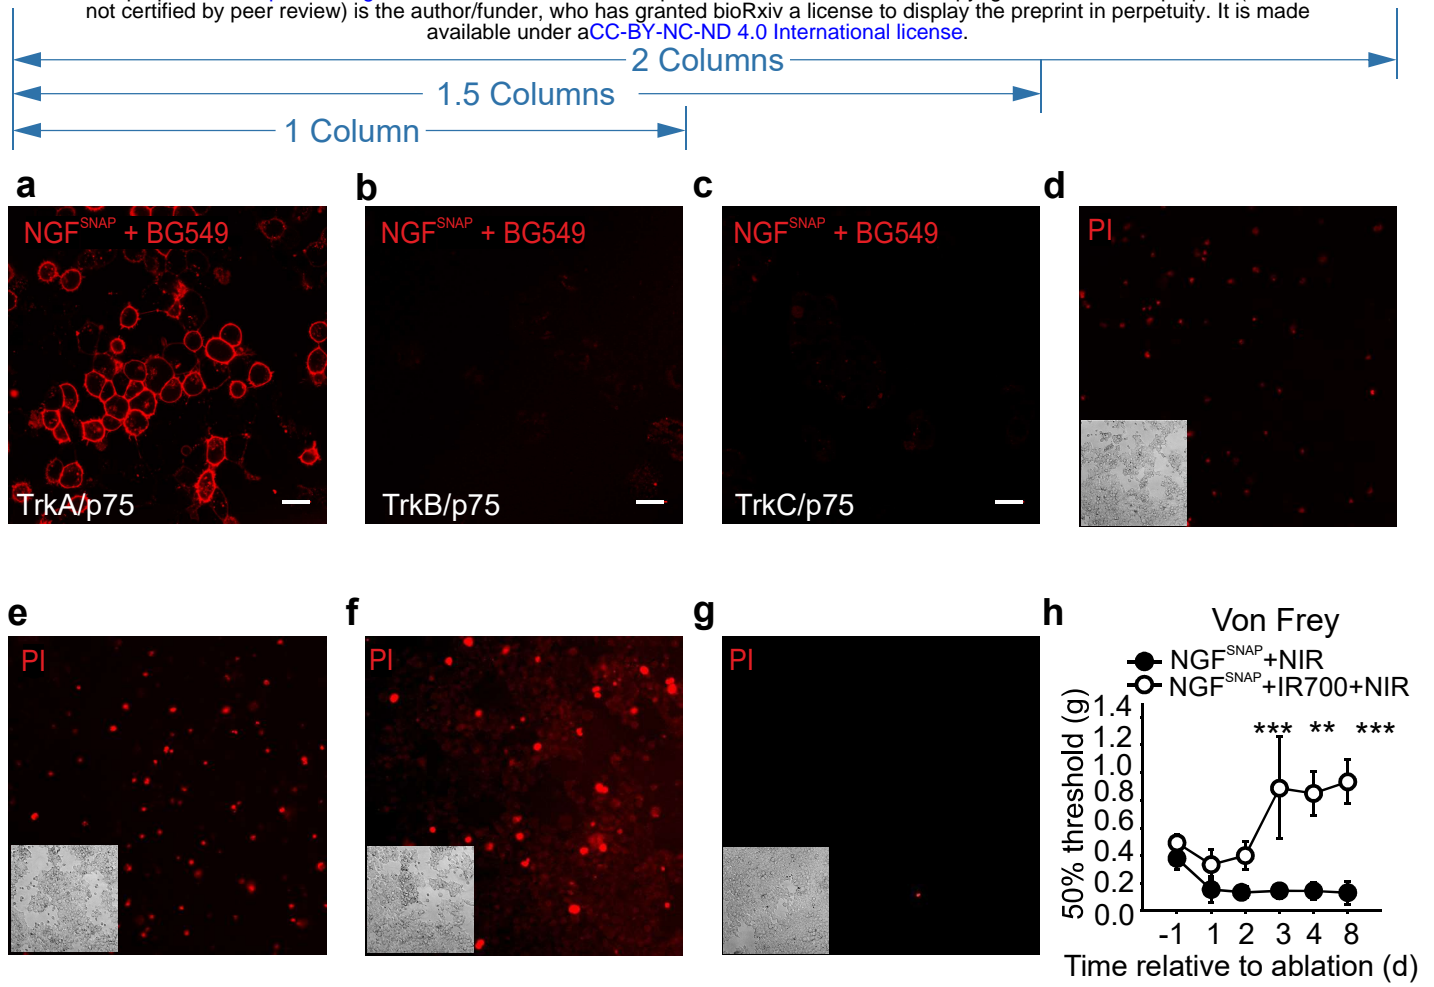 not certified by peer review) is the author/funder, who has granted bioRxiv a license to display the preprint in perpetuity. It is made
available under aCC-BY-NC-ND 4.0 International license.
2 Columns
1.5 Columns
1 Column
a
b
c
d
NGFSNAP + BG549
NGFSNAP + BG549
NGFSNAP + BG549
PI
TrkA/p75
TrkB/p75
TrkC/p75
e
f
g
h
PI
PI
PI
Von Frey
NGFSNAP+NIR
NGFSNAP+IR700+NIR
50% threshold (g)
1.4
1.2
1.0
0.8
0.6
0.4
0.2
0.0
*** ** ***
-1 1 2 3 4 8
Time relative to ablation (d)